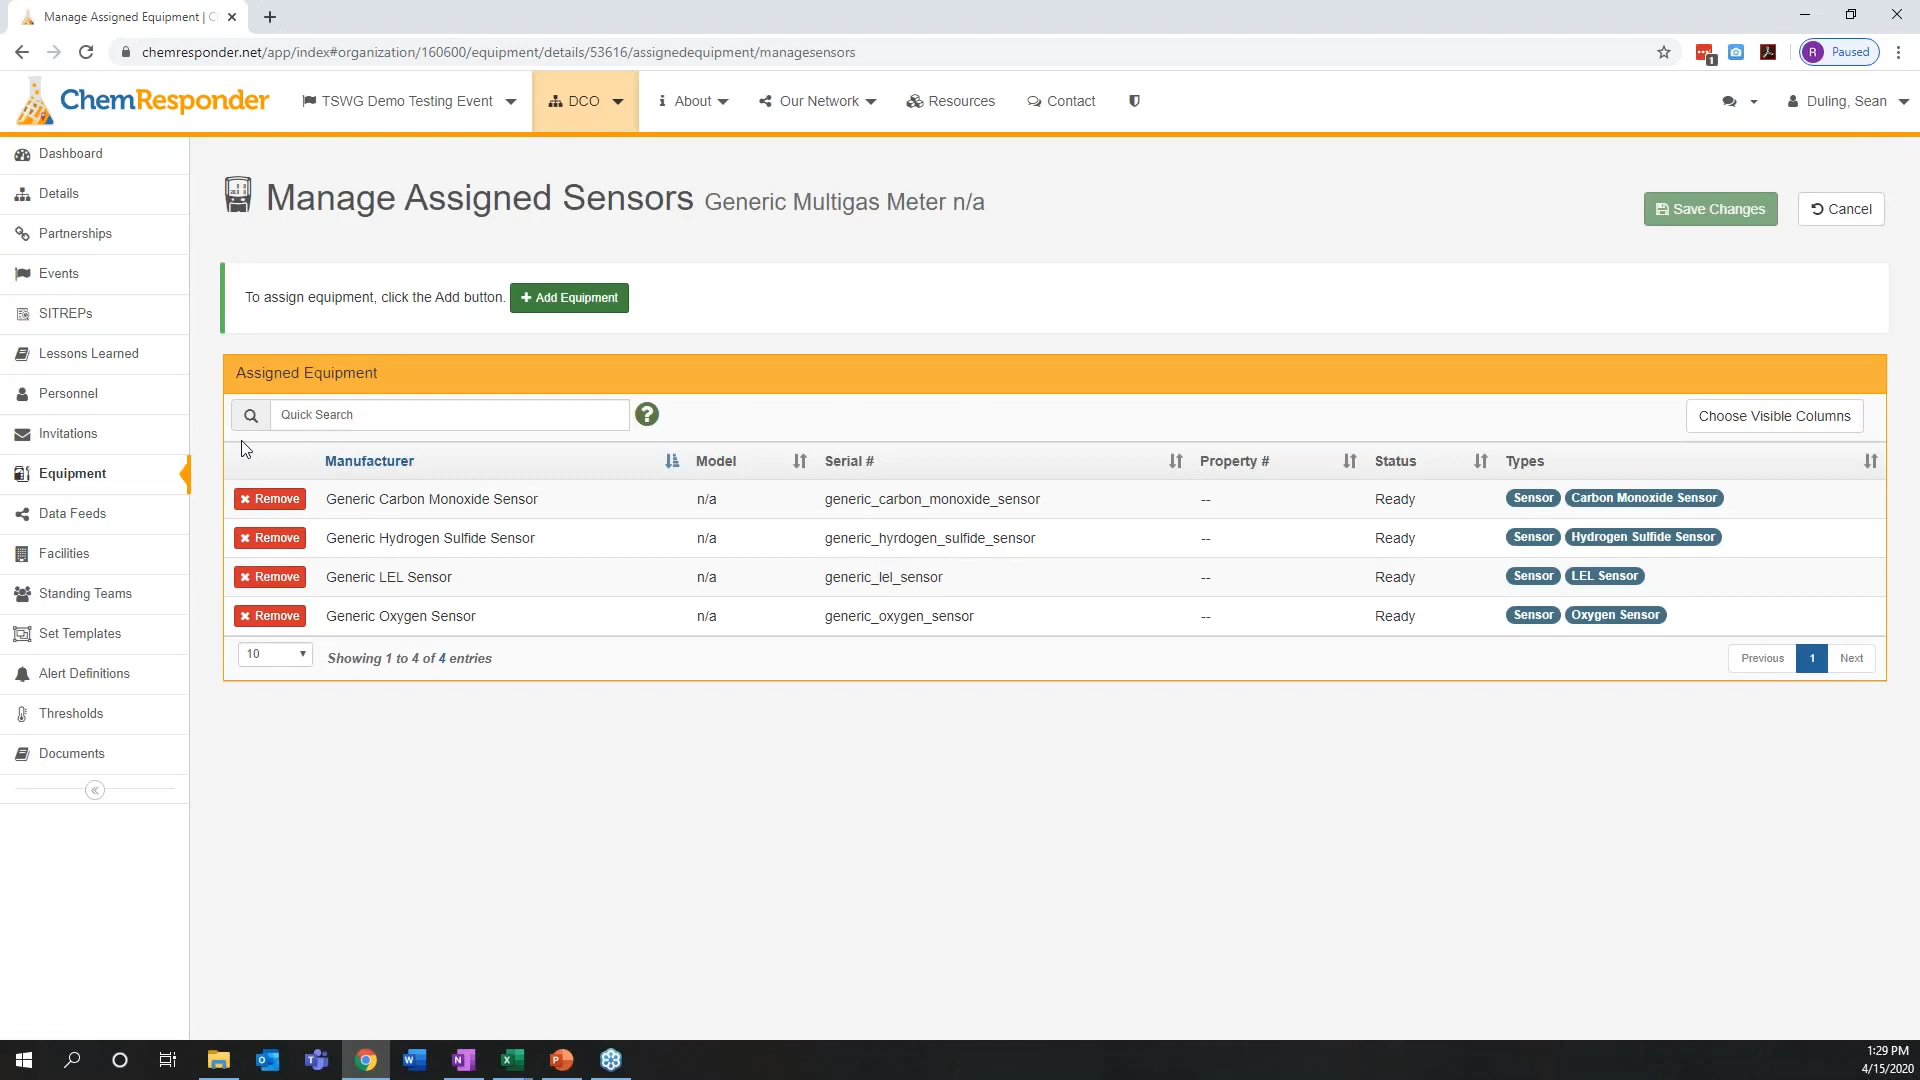 Manage Assigned Equipment | C
chemresponder.net/app/index#organization/160600/equipment/details/53616/assignedequipment/managesensors
1
R Paused
ChemResponder
TSWG Demo Testing Event
DCO
About
Our Network
Resources
Contact
Duling, Sean
Dashboard
Details
Partnerships
Events
SITREPs
Lessons Learned
Personnel
Invitations
Equipment
Data Feeds
Facilities
Standing Teams
Set Templates
Alert Definitions
Thresholds
Documents
Manage Assigned Sensors Generic Multigas Meter n/a
Save Changes
Cancel
To assign equipment, click the Add button. Add Equipment
Assigned Equipment
Quick Search
?
Choose Visible Columns
Manufacturer Model Serial # Property # Status Types
Remove Generic Carbon Monoxide Sensor n/a generic_carbon_monoxide_sensor -- Ready Sensor Carbon Monoxide Sensor
Remove Generic Hydrogen Sulfide Sensor n/a generic_hyrdogen_sulfide_sensor -- Ready Sensor Hydrogen Sulfide Sensor
Remove Generic LEL Sensor n/a generic_lel_sensor -- Ready Sensor LEL Sensor
Remove Generic Oxygen Sensor n/a generic_oxygen_sensor -- Ready Sensor Oxygen Sensor
10 Showing 1 to 4 of 4 entries Previous 1 Next
1:29 PM
4/15/2020